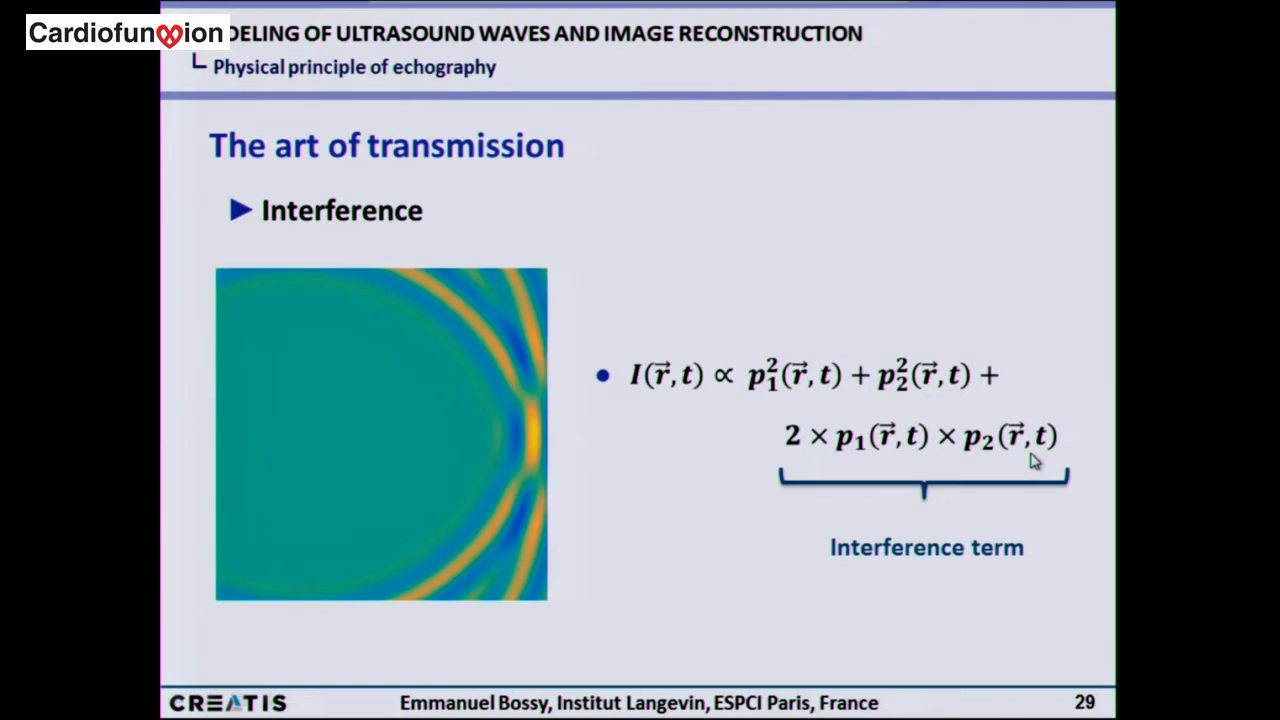 Cardiofunxion
DELING OF ULTRASOUND WAVES AND IMAGE RECONSTRUCTION
Physical principle of echography
The art of transmission
► Interference
• I(r⃗, t) ∝ p₁²(r⃗, t) + p₂²(r⃗, t) +
2 × p₁(r⃗, t) × p₂(r⃗, t)
Interference term
CREATIS
Emmanuel Bossy, Institut Langevin, ESPCI Paris, France
29